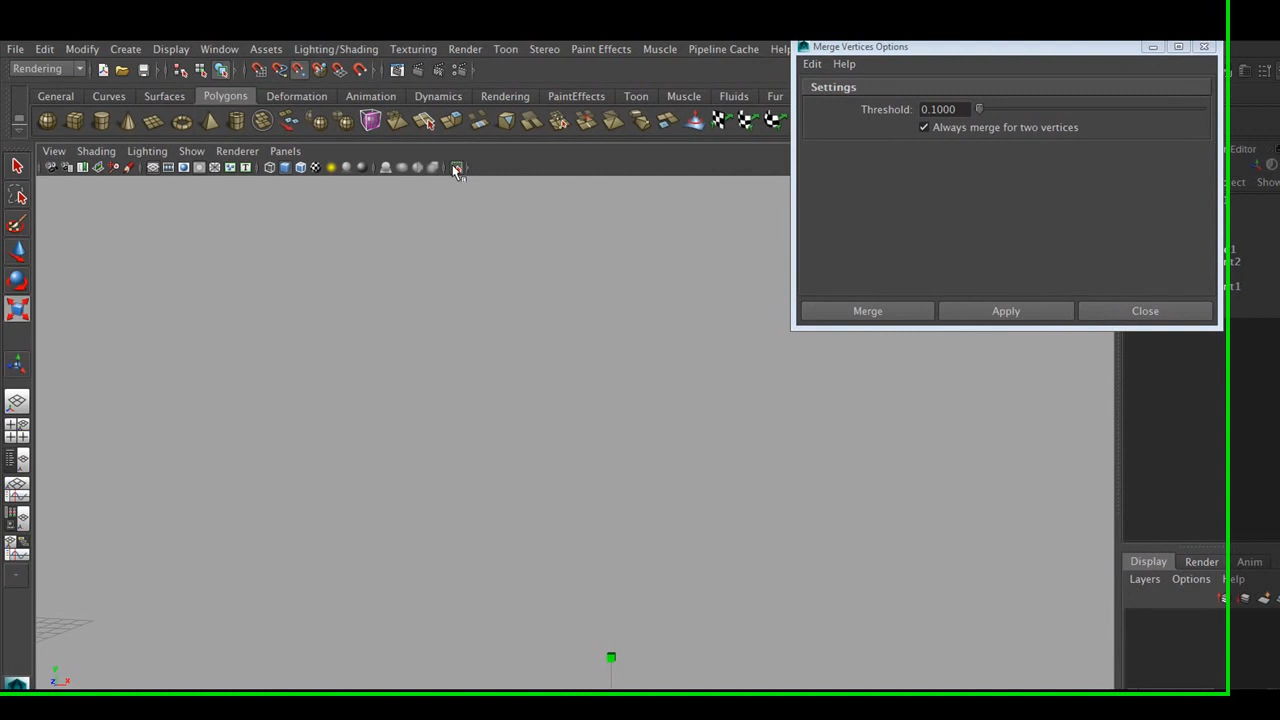 File Edit Modify Create Display Window Assets Lighting/Shading Texturing Render Toon Stereo Paint Effects Muscle Pipeline Cache
Merge Vertices Options
Rendering
Edit Help
General Curves Surfaces Polygons Deformation Animation Dynamics Rendering PaintEffects Toon Muscle Fluids Fur
Settings
Threshold: 0.1000
Always merge for two vertices
View Shading Lighting Show Renderer Panels
Editor
Show
Merge Apply Close
Display Render Anim
Layers Options Help
y
z x